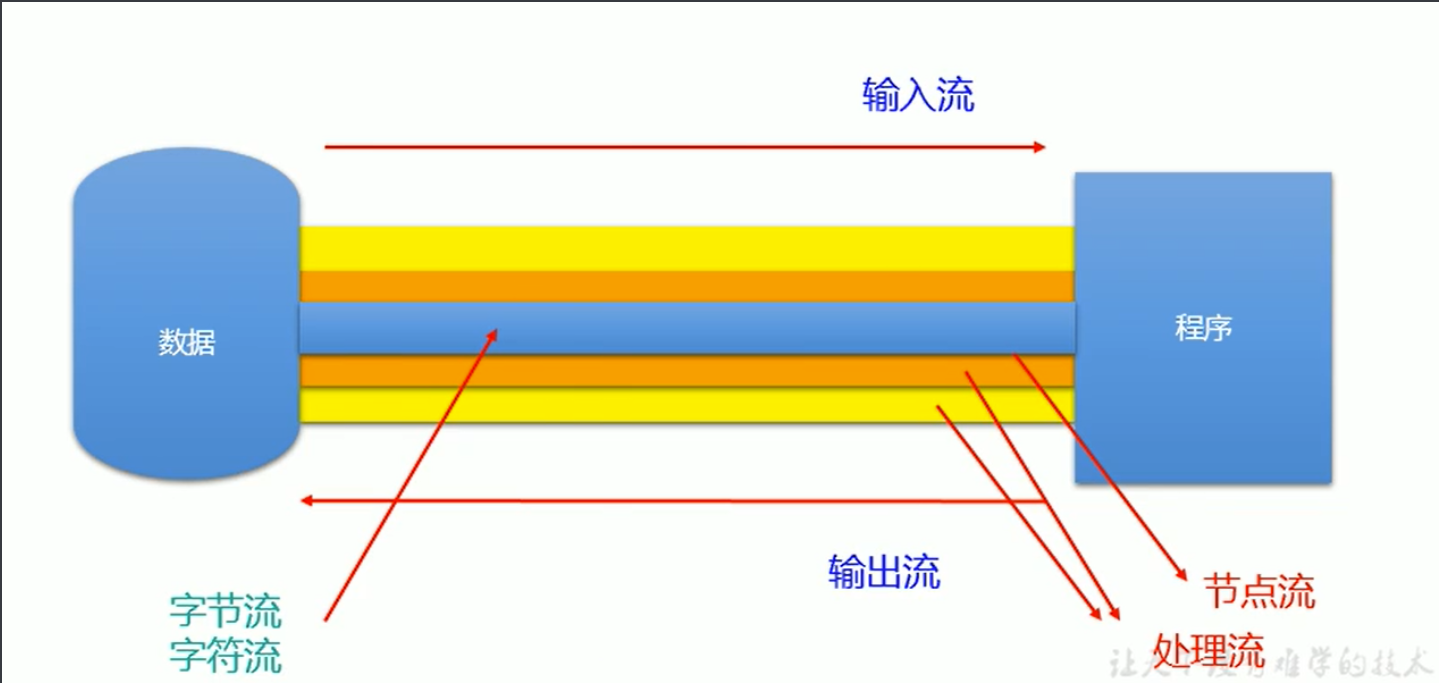 输入流
数据
程序
输出流
字节流
字符流
节点流
处理流
让天下没有难学的技术